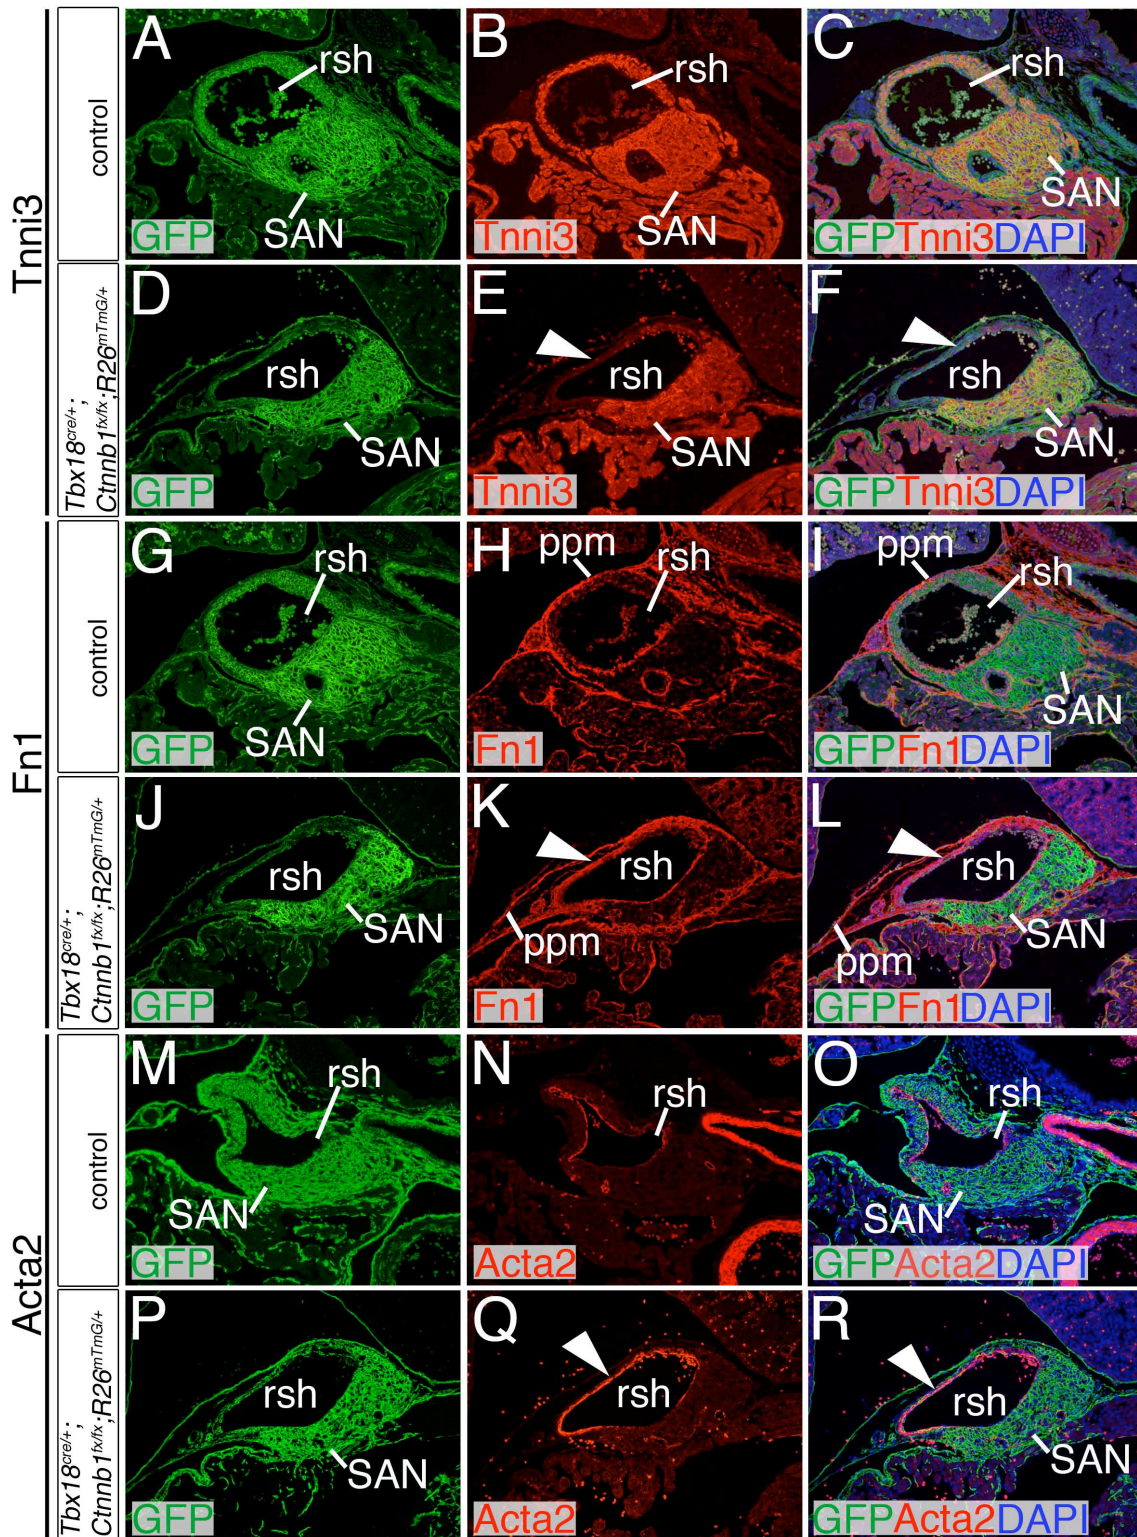 Tnni3
control
A
rsh
SAN
GFP
B
rsh
SAN
Tnni3
C
rsh
SAN
GFPTnni3DAPI
Tbx18cre/+;
Ctnnb1fx/fx;R26mTmG/+
D
rsh
SAN
GFP
E
rsh
SAN
Tnni3
F
rsh
SAN
GFPTnni3DAPI
Fn1
control
G
rsh
SAN
GFP
H
ppm
rsh
Fn1
I
ppm
rsh
SAN
GFPFn1DAPI
Tbx18cre/+;
Ctnnb1fx/fx;R26mTmG/+
J
rsh
SAN
GFP
K
rsh
ppm
Fn1
L
rsh
SAN
ppm
GFPFn1DAPI
Acta2
control
M
rsh
SAN
GFP
N
rsh
Acta2
O
rsh
SAN
GFPActa2DAPI
Tbx18cre/+;
Ctnnb1fx/fx;R26mTmG/+
P
rsh
SAN
GFP
Q
rsh
Acta2
R
rsh
SAN
GFPActa2DAPI